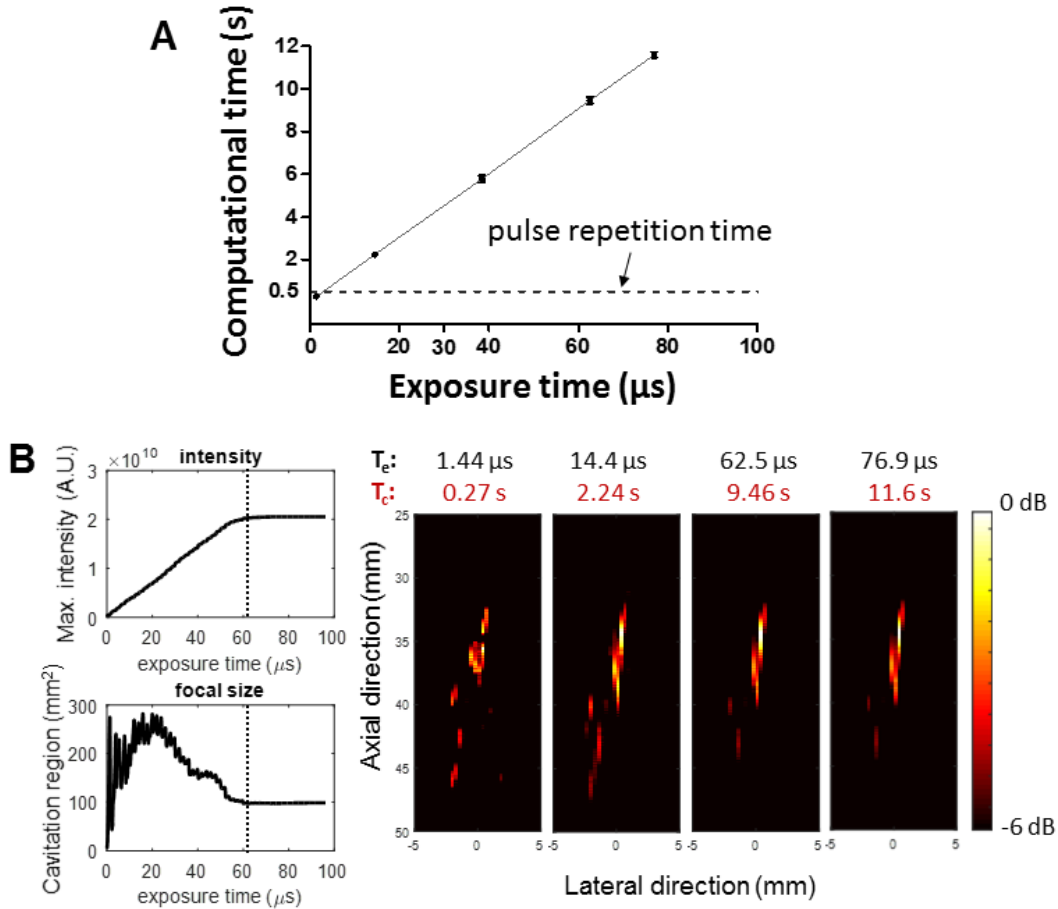 A
Computational time (s)
12
10
8
6
4
2
0.5
pulse repetition time
0 20 30 40 60 80 100
Exposure time (µs)
B
× 10^10
intensity
Max. intensity (A.U.)
3
2
1
0
0 20 40 60 80 100
exposure time (µs)
focal size
Cavitation region (mm²)
300
200
100
0
0 20 40 60 80 100
exposure time (µs)
Te: 1.44 µs 14.4 µs 62.5 µs 76.9 µs
Tc: 0.27 s 2.24 s 9.46 s 11.6 s
Axial direction (mm)
25
30
35
40
45
50
-5 0 5 -5 0 5 -5 0 5 -5 0 5
Lateral direction (mm)
0 dB
-6 dB